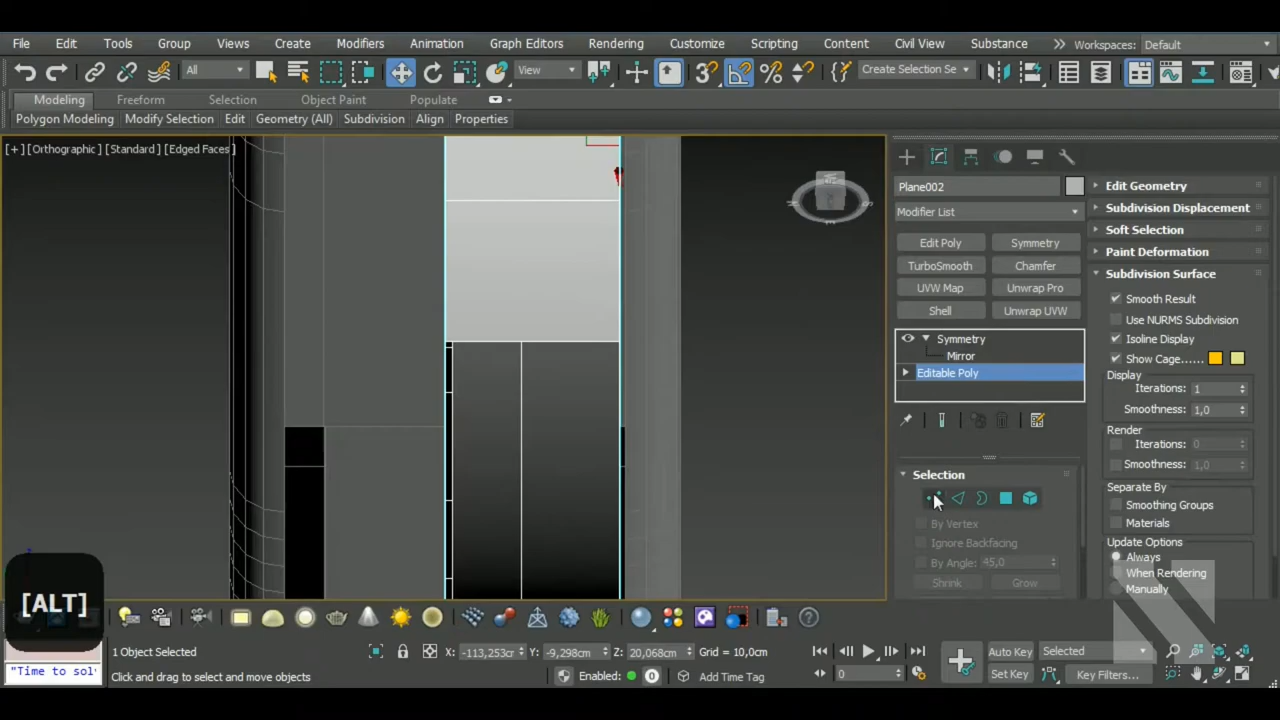 File Edit Tools Group Views Create Modifiers Animation Graph Editors Rendering Customize Scripting Content Civil View Substance Workspaces: Default
All View Create Selection Se
Modeling Freeform Selection Object Paint Populate
Polygon Modeling Modify Selection Edit Geometry (All) Subdivision Align Properties
[+] [Orthographic] [Standard] [Edged Faces]
Plane002
Modifier List
Edit Poly Symmetry
TurboSmooth Chamfer
UVW Map Unwrap Pro
Shell Unwrap UVW
Symmetry
Mirror
Editable Poly
Selection
By Vertex
Ignore Backfacing
By Angle: 45,0
Shrink Grow
Edit Geometry
Subdivision Displacement
Soft Selection
Paint Deformation
Subdivision Surface
Smooth Result
Use NURMS Subdivision
Isoline Display
Show Cage......
Display
Iterations: 1
Smoothness: 1,0
Render
Iterations: 0
Smoothness: 1,0
Separate By
Smoothing Groups
Materials
Update Options
Always
When Rendering
Manually
[ALT]
"Time to sol
1 Object Selected
Click and drag to select and move objects
X: -113,253cm Y: -9,298cm Z: 20,068cm Grid = 10,0cm
Enabled: 0 Add Time Tag
0
Auto Key Selected
Set Key Key Filters...